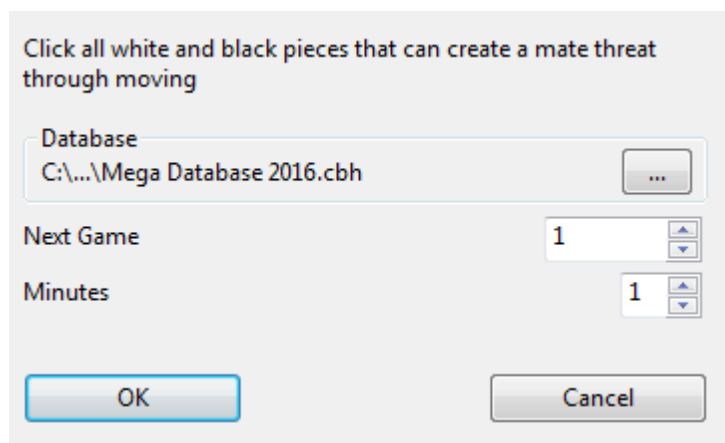 Click all white and black pieces that can create a mate threat
through moving
Database
C:\...\Mega Database 2016.cbh
...
Next Game
1
Minutes
1
OK
Cancel